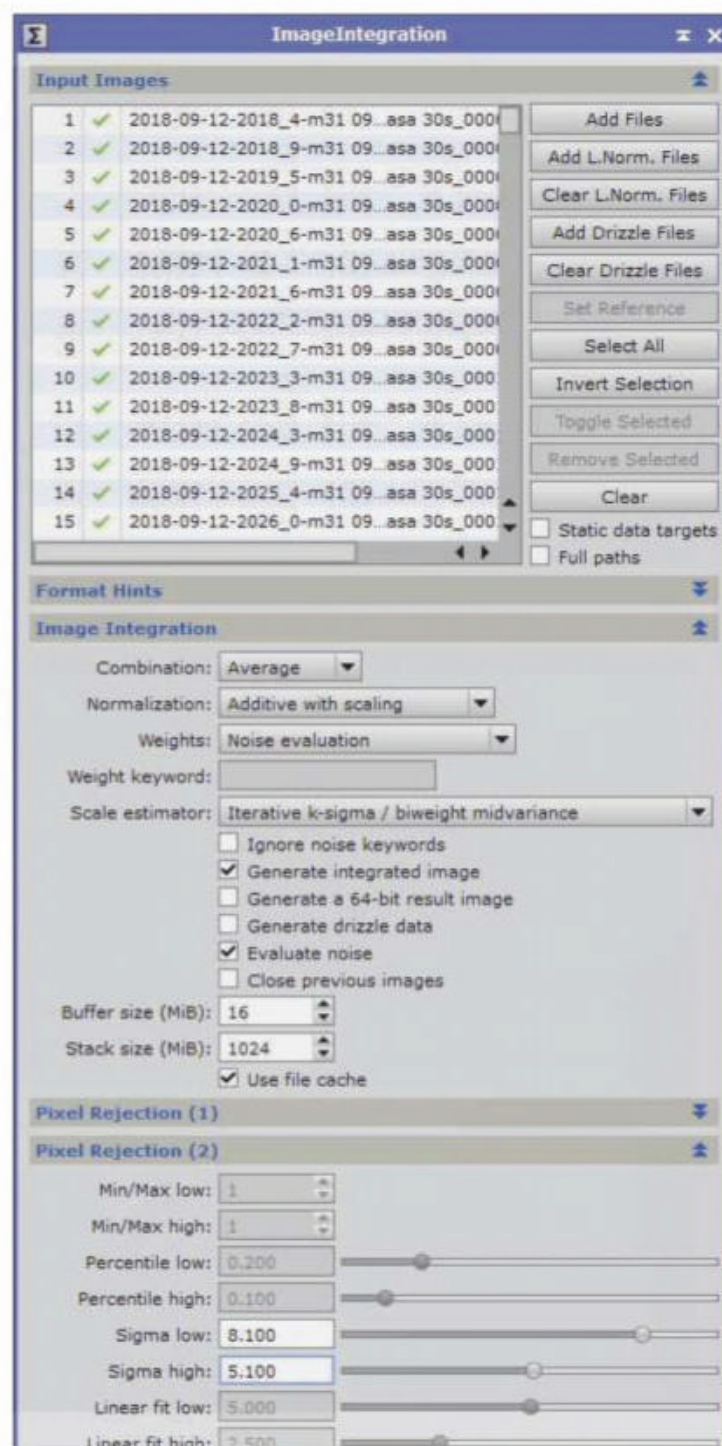 Σ ImageIntegration
Input Images
1 2018-09-12-2018_4-m31 09...asa 30s_000
Add Files
2 2018-09-12-2018_9-m31 09...asa 30s_000
Add L.Norm. Files
3 2018-09-12-2019_5-m31 09...asa 30s_000
Clear L.Norm. Files
4 2018-09-12-2020_0-m31 09...asa 30s_000
5 2018-09-12-2020_6-m31 09...asa 30s_000
Add Drizzle Files
6 2018-09-12-2021_1-m31 09...asa 30s_000
Clear Drizzle Files
7 2018-09-12-2021_6-m31 09...asa 30s_000
8 2018-09-12-2022_2-m31 09...asa 30s_000
Set Reference
9 2018-09-12-2022_7-m31 09...asa 30s_000
Select All
10 2018-09-12-2023_3-m31 09...asa 30s_000
Invert Selection
11 2018-09-12-2023_8-m31 09...asa 30s_000
12 2018-09-12-2024_3-m31 09...asa 30s_000
Toggle Selected
13 2018-09-12-2024_9-m31 09...asa 30s_000
Remove Selected
14 2018-09-12-2025_4-m31 09...asa 30s_000
Clear
15 2018-09-12-2026_0-m31 09...asa 30s_000
Static data targets
Full paths
Format Hints
Image Integration
Combination: Average
Normalization: Additive with scaling
Weights: Noise evaluation
Weight keyword:
Scale estimator: Iterative k-sigma / biweight midvariance
Ignore noise keywords
Generate integrated image
Generate a 64-bit result image
Generate drizzle data
Evaluate noise
Close previous images
Buffer size (MiB): 16
Stack size (MiB): 1024
Use file cache
Pixel Rejection (1)
Pixel Rejection (2)
Min/Max low: 1
Min/Max high: 1
Percentile low: 0.200
Percentile high: 0.100
Sigma low: 8.100
Sigma high: 5.100
Linear fit low: 5.000
Linear fit high: 2.500